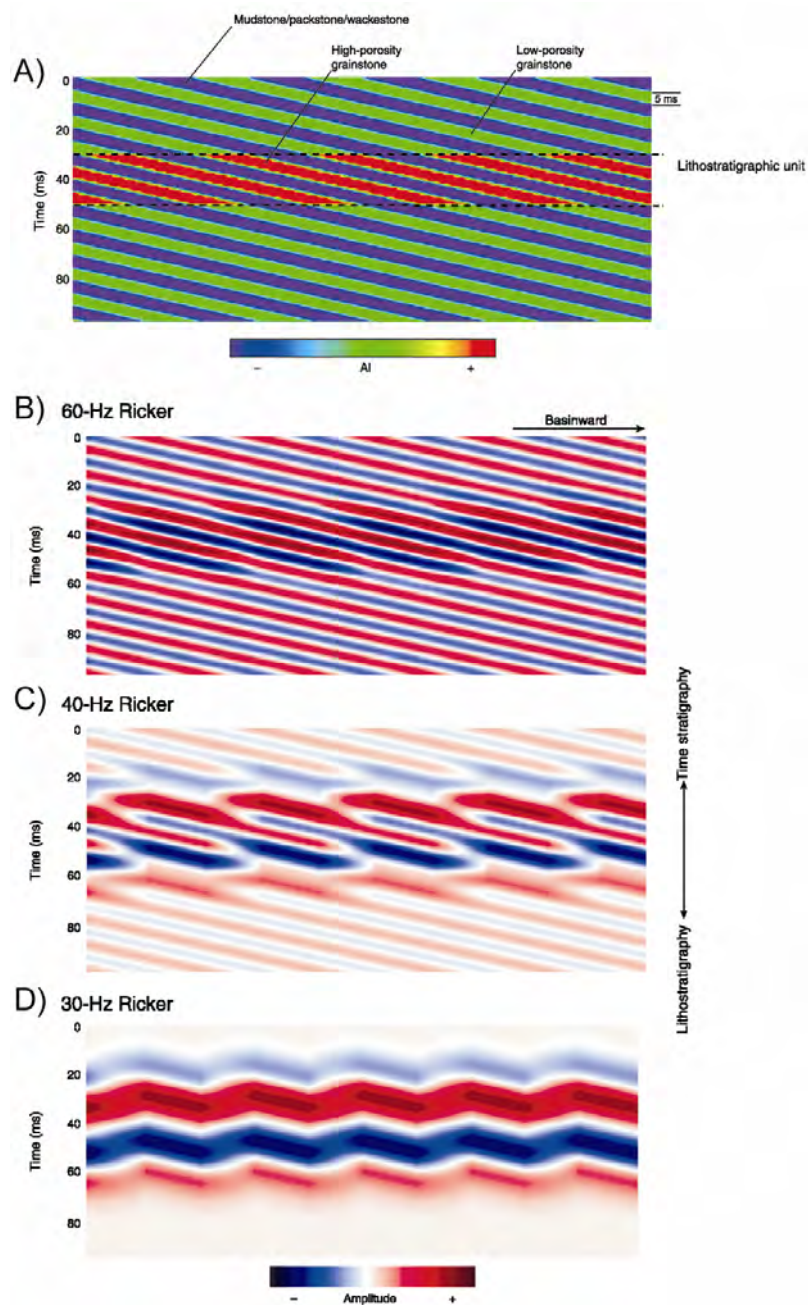 Mudstone/packstone/wackestone
High-porosity
grainstone
Low-porosity
grainstone
A)
0
20
40
60
80
Time (ms)
5 ms
Lithostratigraphic unit
–
AI
+
B) 60-Hz Ricker
Basinward
0
20
40
60
80
Time (ms)
C) 40-Hz Ricker
0
20
40
60
80
Time (ms)
Time stratigraphy
Lithostratigraphy
D) 30-Hz Ricker
0
20
40
60
80
Time (ms)
–
Amplitude
+